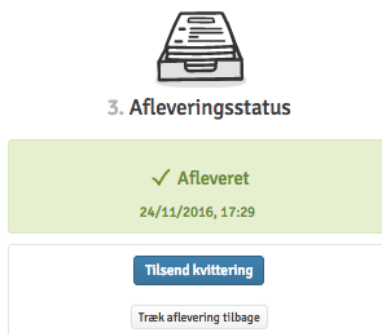 3. Afleveringsstatus
✓ Afleveret
24/11/2016, 17:29
Tilsend kvittering
Træk aflevering tilbage